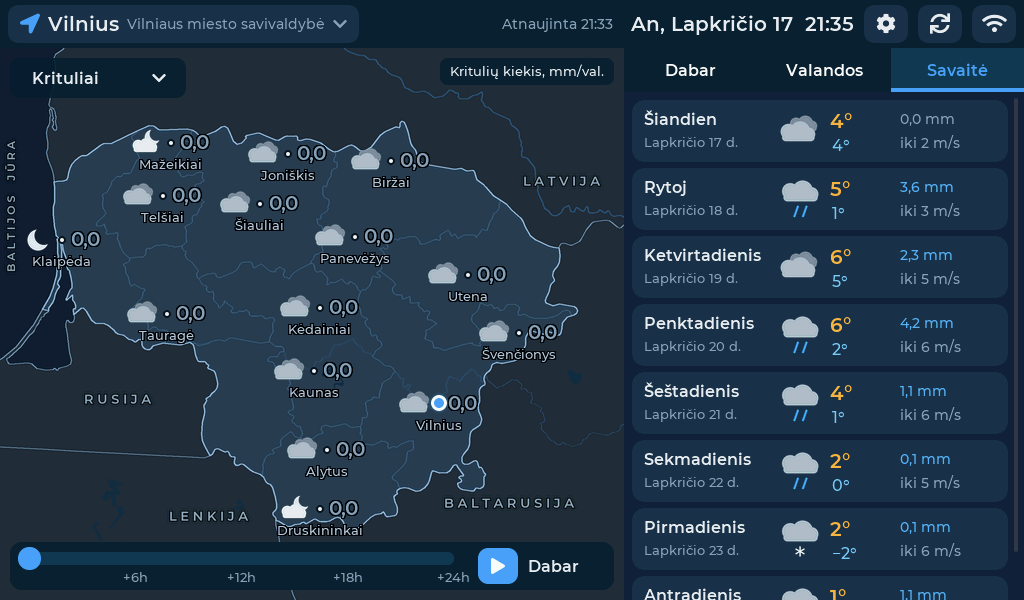 Vilnius Vilniaus miesto savivaldybė
Atnaujinta 21:33
An, Lapkričio 17 21:35
Krituliai
Kritulių kiekis, mm/val.
Dabar
Valandos
Savaitė
BALTIJOS JŪRA
LATVIJA
RUSIJA
LENKIJA
BALTARUSIJA
0,0
Mažeikiai
0,0
Joniškis
0,0
Biržai
0,0
Telšiai
0,0
Šiauliai
0,0
Klaipėda
0,0
Panevėžys
0,0
Utena
0,0
Tauragė
0,0
Kėdainiai
0,0
Švenčionys
0,0
Kaunas
0,0
Vilnius
0,0
Alytus
0,0
Druskininkai
+6h
+12h
+18h
+24h
Dabar
Šiandien 4° 0,0 mm
Lapkričio 17 d. 4° iki 2 m/s
Rytoj 5° 3,6 mm
Lapkričio 18 d. 1° iki 3 m/s
Ketvirtadienis 6° 2,3 mm
Lapkričio 19 d. 5° iki 5 m/s
Penktadienis 6° 4,2 mm
Lapkričio 20 d. 2° iki 6 m/s
Šeštadienis 4° 1,1 mm
Lapkričio 21 d. 1° iki 6 m/s
Sekmadienis 2° 0,1 mm
Lapkričio 22 d. 0° iki 5 m/s
Pirmadienis 2° 0,1 mm
Lapkričio 23 d. −2° iki 6 m/s
Antradienis 1° 1,1 mm